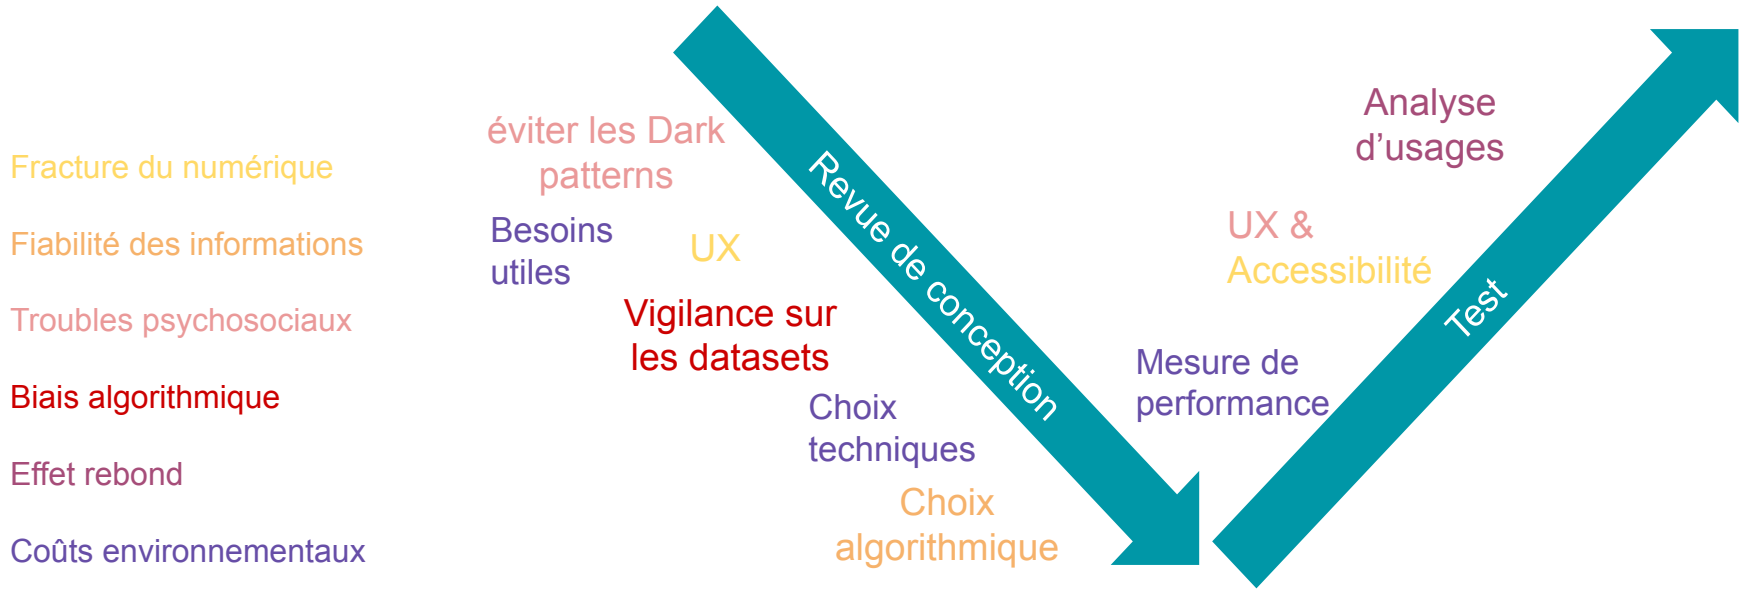 Fracture du numérique
Fiabilité des informations
Troubles psychosociaux
Biais algorithmique
Effet rebond
Coûts environnementaux
éviter les Dark
patterns
Besoins
utiles
UX
Vigilance sur
les datasets
Choix
techniques
Choix
algorithmique
Revue de conception
Mesure de
performance
UX &
Accessibilité
Analyse
d’usages
Test